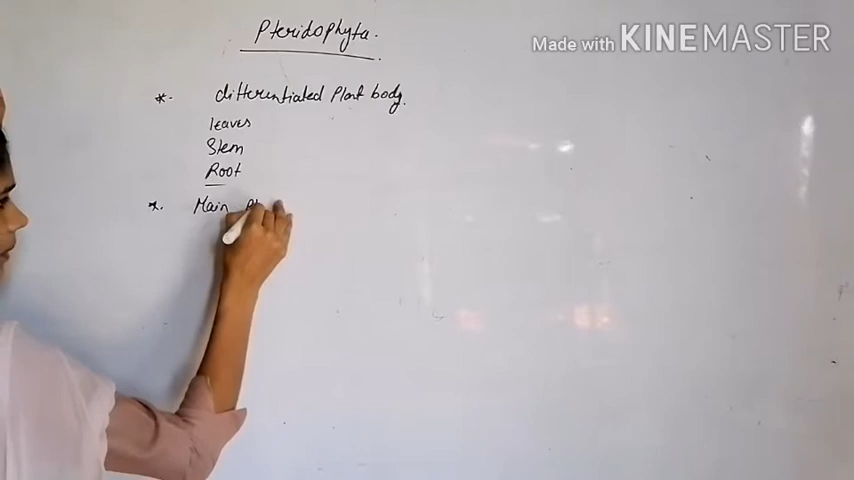 Pteridophyta.
Made with KINEMASTER
*. differentiated Plant body.
leaves
Stem
Root
*. Main